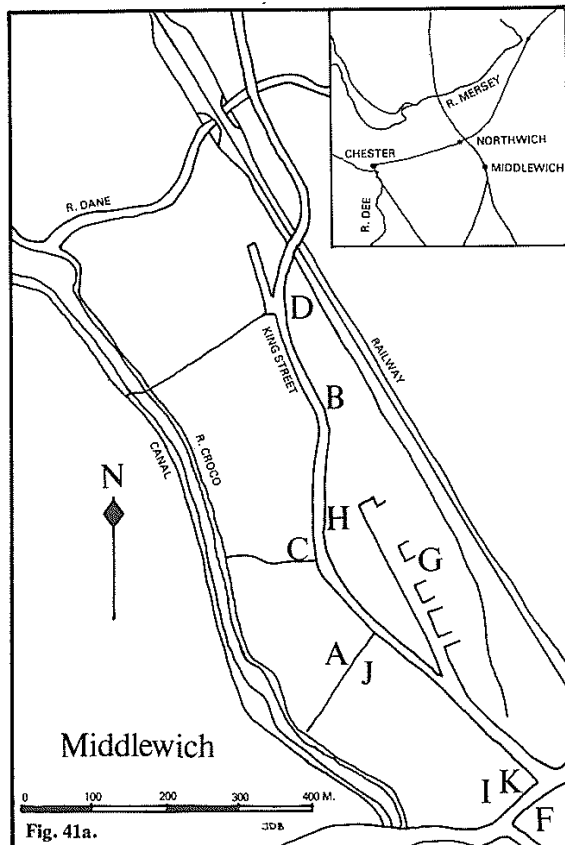 R. MERSEY
NORTHWICH
CHESTER
MIDDLEWICH
R. DEE
R. DANE
D
KING STREET
RAILWAY
B
R. CROCO
CANAL
N
H
C
G
A
J
Middlewich
I
K
F
0 100 200 300 400 M.
Fig. 41a.
JDB